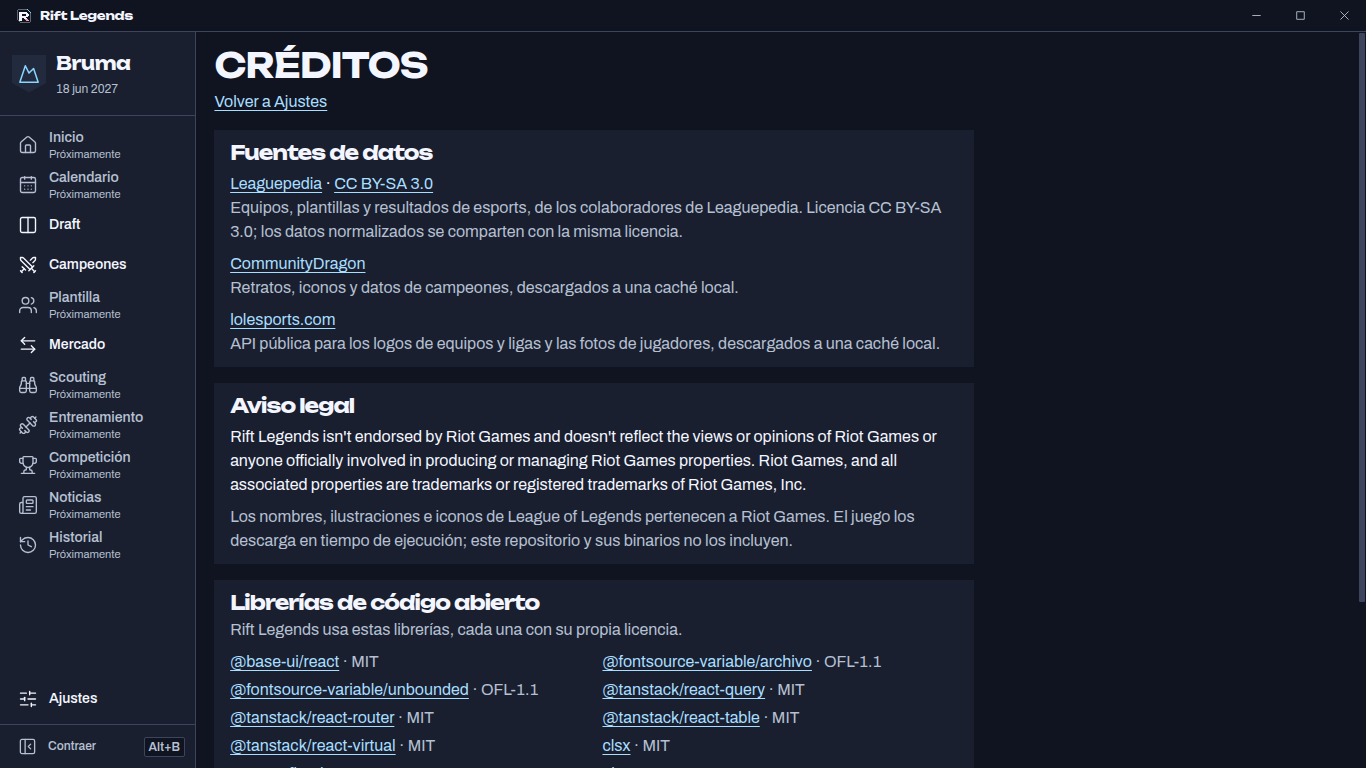 Rift Legends
Bruma
18 jun 2027
Inicio
Próximamente
Calendario
Próximamente
Draft
Campeones
Plantilla
Próximamente
Mercado
Scouting
Próximamente
Entrenamiento
Próximamente
Competición
Próximamente
Noticias
Próximamente
Historial
Próximamente
Ajustes
Contraer Alt+B
CRÉDITOS
Volver a Ajustes
Fuentes de datos
Leaguepedia · CC BY-SA 3.0
Equipos, plantillas y resultados de esports, de los colaboradores de Leaguepedia. Licencia CC BY-SA
3.0; los datos normalizados se comparten con la misma licencia.
CommunityDragon
Retratos, iconos y datos de campeones, descargados a una caché local.
lolesports.com
API pública para los logos de equipos y ligas y las fotos de jugadores, descargados a una caché local.
Aviso legal
Rift Legends isn't endorsed by Riot Games and doesn't reflect the views or opinions of Riot Games or
anyone officially involved in producing or managing Riot Games properties. Riot Games, and all
associated properties are trademarks or registered trademarks of Riot Games, Inc.
Los nombres, ilustraciones e iconos de League of Legends pertenecen a Riot Games. El juego los
descarga en tiempo de ejecución; este repositorio y sus binarios no los incluyen.
Librerías de código abierto
Rift Legends usa estas librerías, cada una con su propia licencia.
@base-ui/react · MIT
@fontsource-variable/archivo · OFL-1.1
@fontsource-variable/unbounded · OFL-1.1
@tanstack/react-query · MIT
@tanstack/react-router · MIT
@tanstack/react-table · MIT
@tanstack/react-virtual · MIT
clsx · MIT